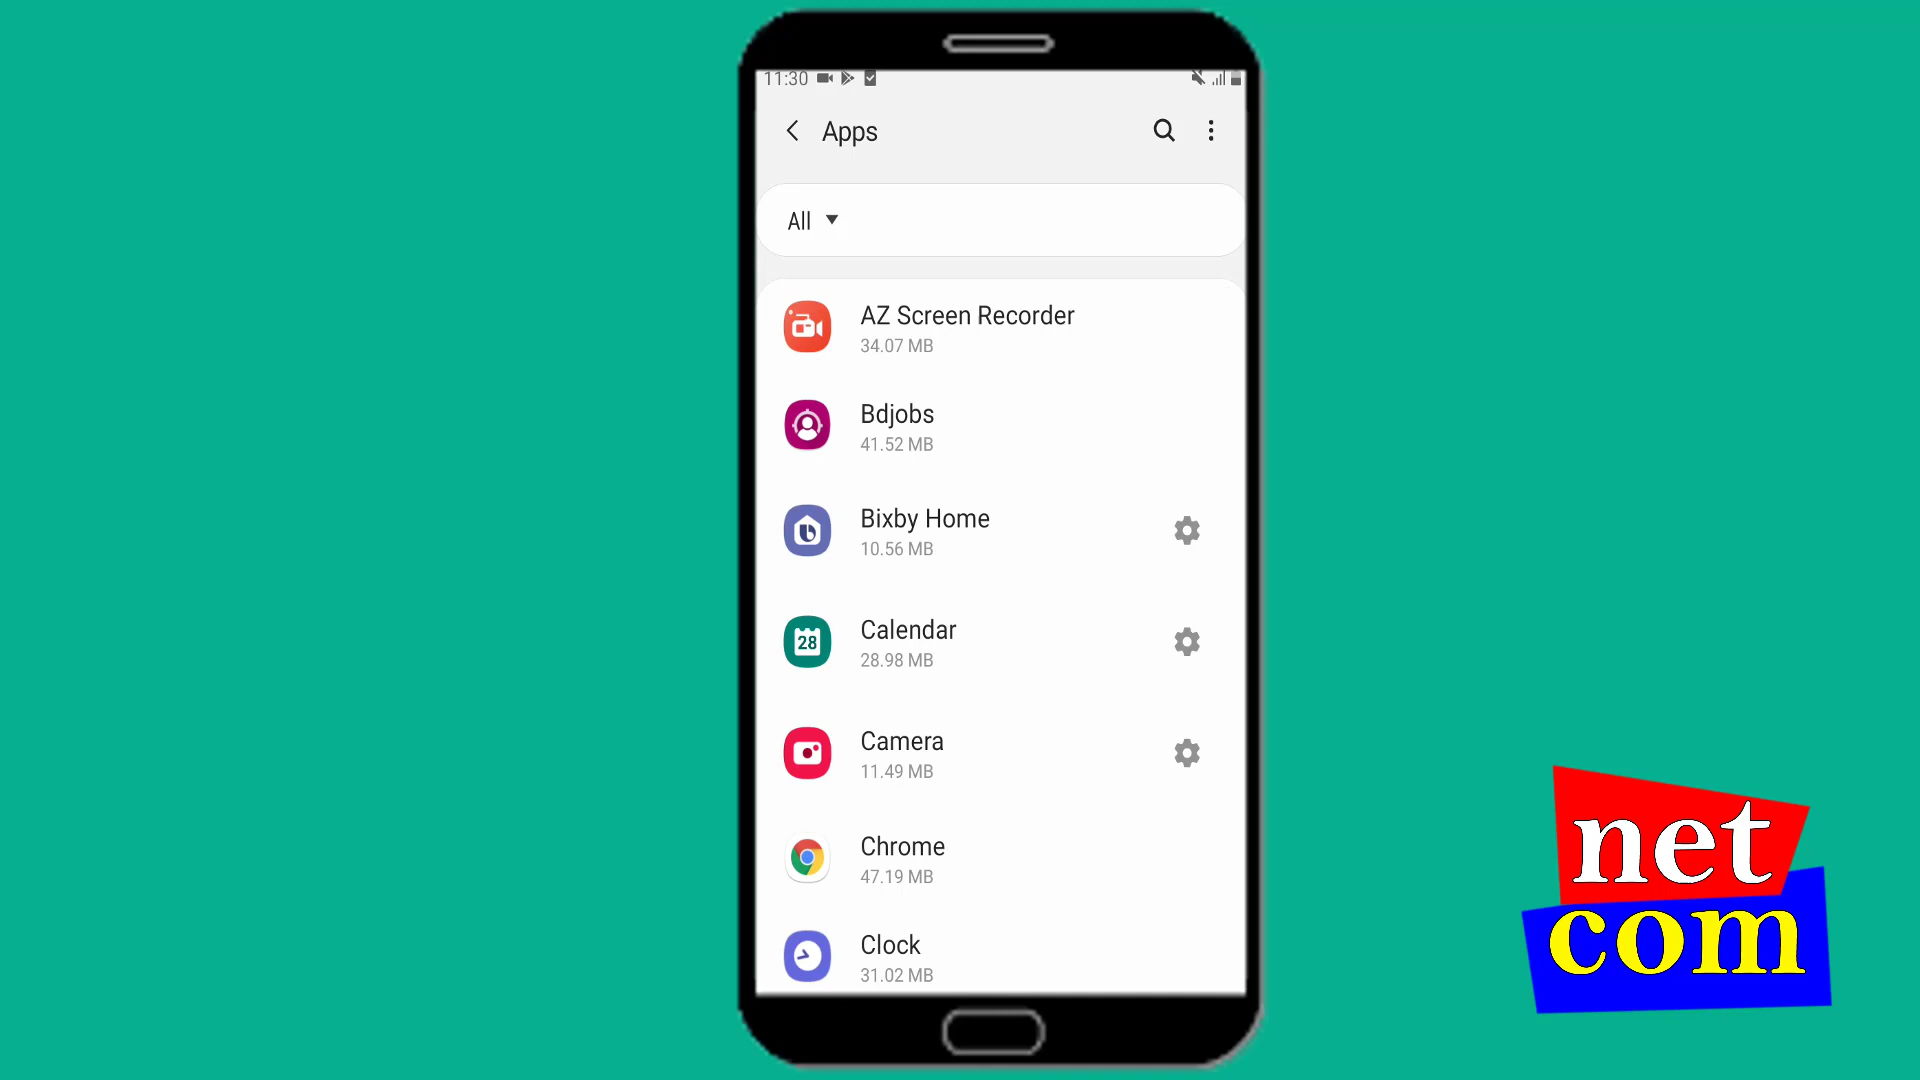 11:30
Apps
All
AZ Screen Recorder
34.07 MB
Bdjobs
41.52 MB
Bixby Home
10.56 MB
28
Calendar
28.98 MB
Camera
11.49 MB
Chrome
47.19 MB
Clock
31.02 MB
net
com